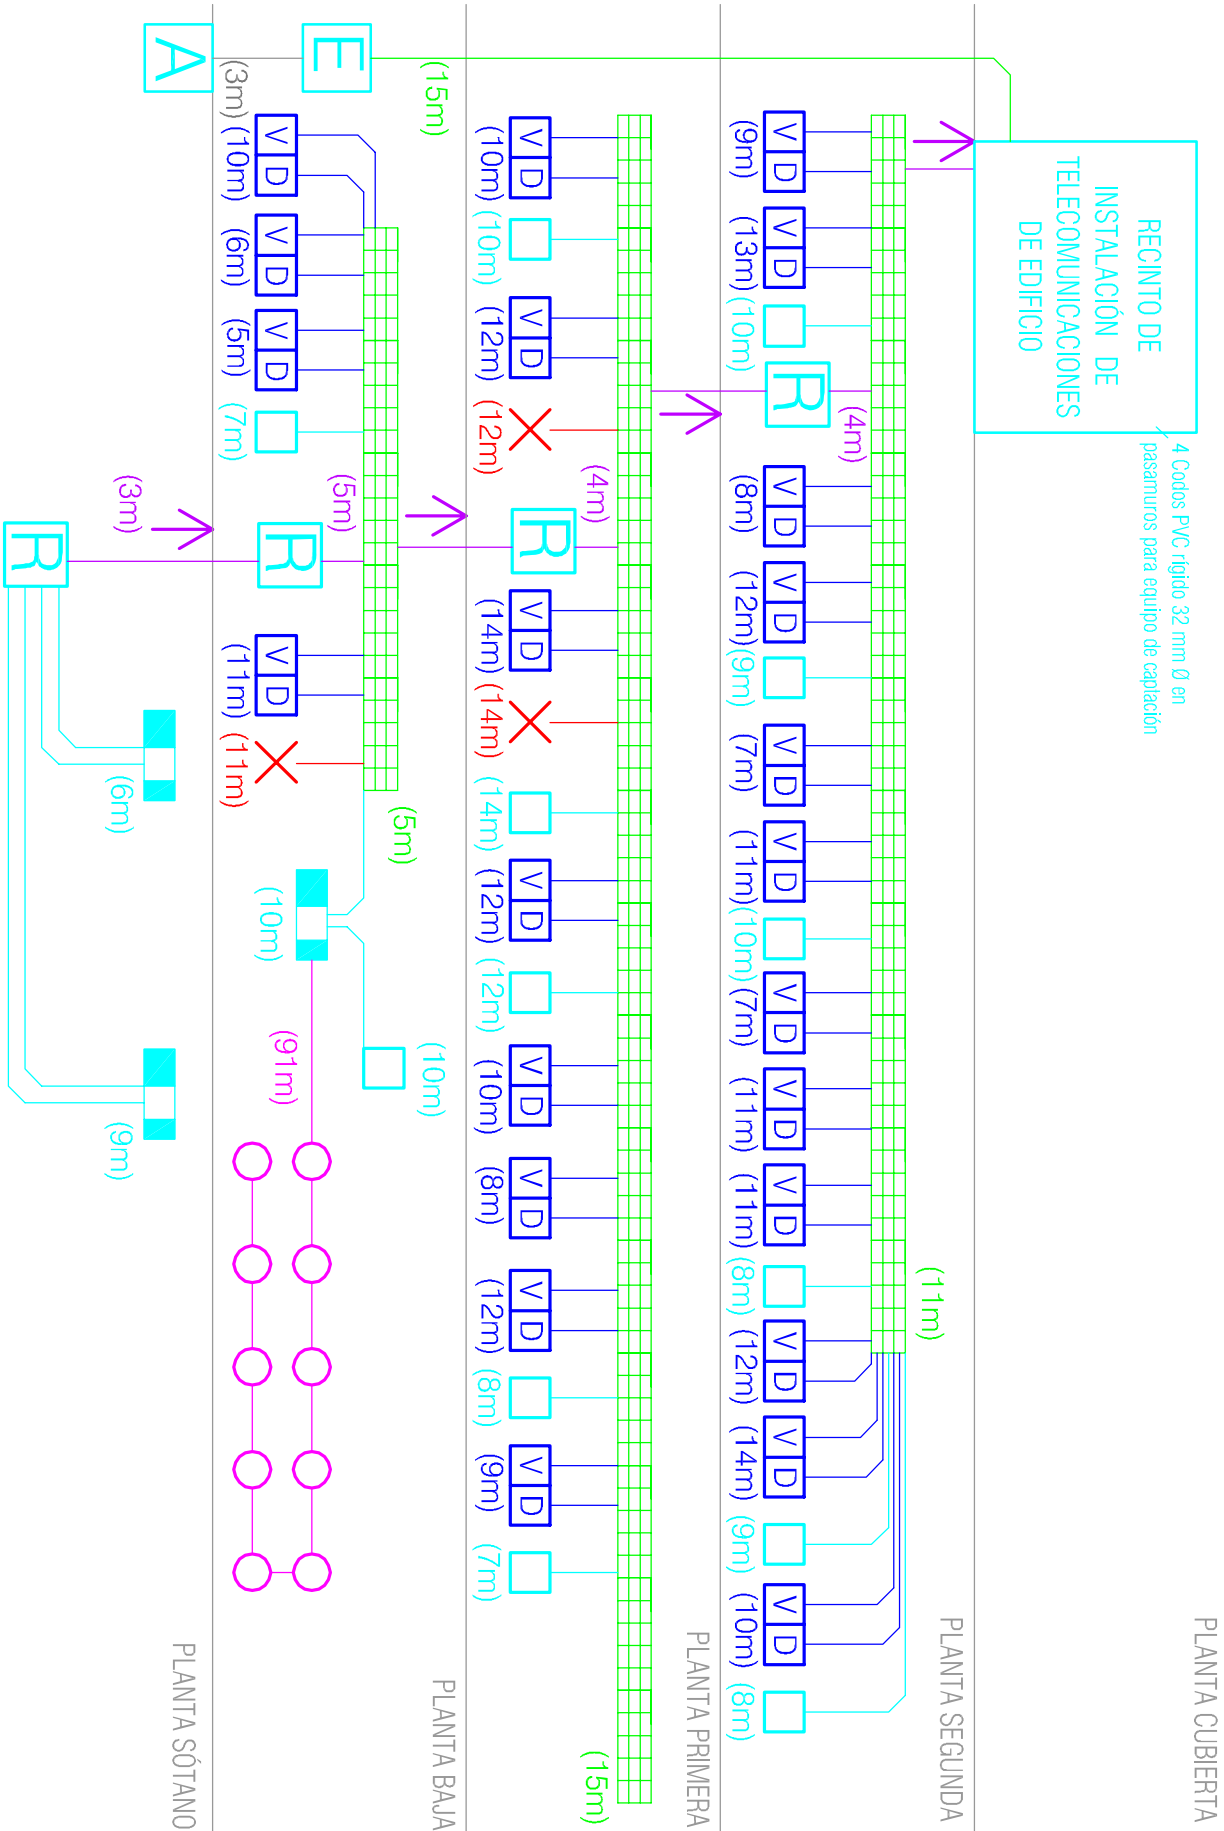 PLANTA CUBIERTA
RECINTO DE
INSTALACIÓN DE
TELECOMUNICACIONES
DE EDIFICIO
4 Codos PVC rígido 32 mm Ø en
pasamuros para equipo de captación
PLANTA SEGUNDA
(11m)
(4m)
V D V D R V D V D V D V D V D V D V D V D V D V D
(9m) (13m) (10m) (8m) (12m) (9m) (7m) (11m) (10m) (7m) (11m) (11m) (8m) (12m) (14m) (9m) (10m) (8m)
PLANTA PRIMERA
(4m) (15m)
V D V D R V D V D V D V D V D V D
(10m) (10m) (12m) (12m) (14m) (14m) (14m) (12m) (12m) (10m) (8m) (12m) (8m) (9m) (7m)
PLANTA BAJA
(15m) (10m)
(5m)
(5m)
E
V D V D V D R V D
(91m)
(10m)
(3m) (10m) (6m) (5m) (7m) (11m) (11m)
PLANTA SÓTANO
A
(3m) (6m) (9m)
R